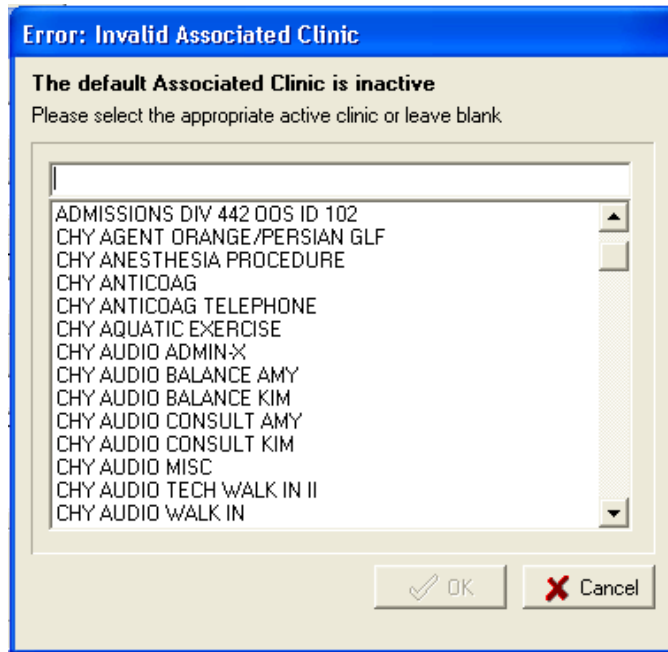 Error: Invalid Associated Clinic
The default Associated Clinic is inactive
Please select the appropriate active clinic or leave blank
ADMISSIONS DIV 442 OOS ID 102
CHY AGENT ORANGE/PERSIAN GLF
CHY ANESTHESIA PROCEDURE
CHY ANTICOAG
CHY ANTICOAG TELEPHONE
CHY AQUATIC EXERCISE
CHY AUDIO ADMIN-X
CHY AUDIO BALANCE AMY
CHY AUDIO BALANCE KIM
CHY AUDIO CONSULT AMY
CHY AUDIO CONSULT KIM
CHY AUDIO MISC
CHY AUDIO TECH WALK IN II
CHY AUDIO WALK IN
OK Cancel